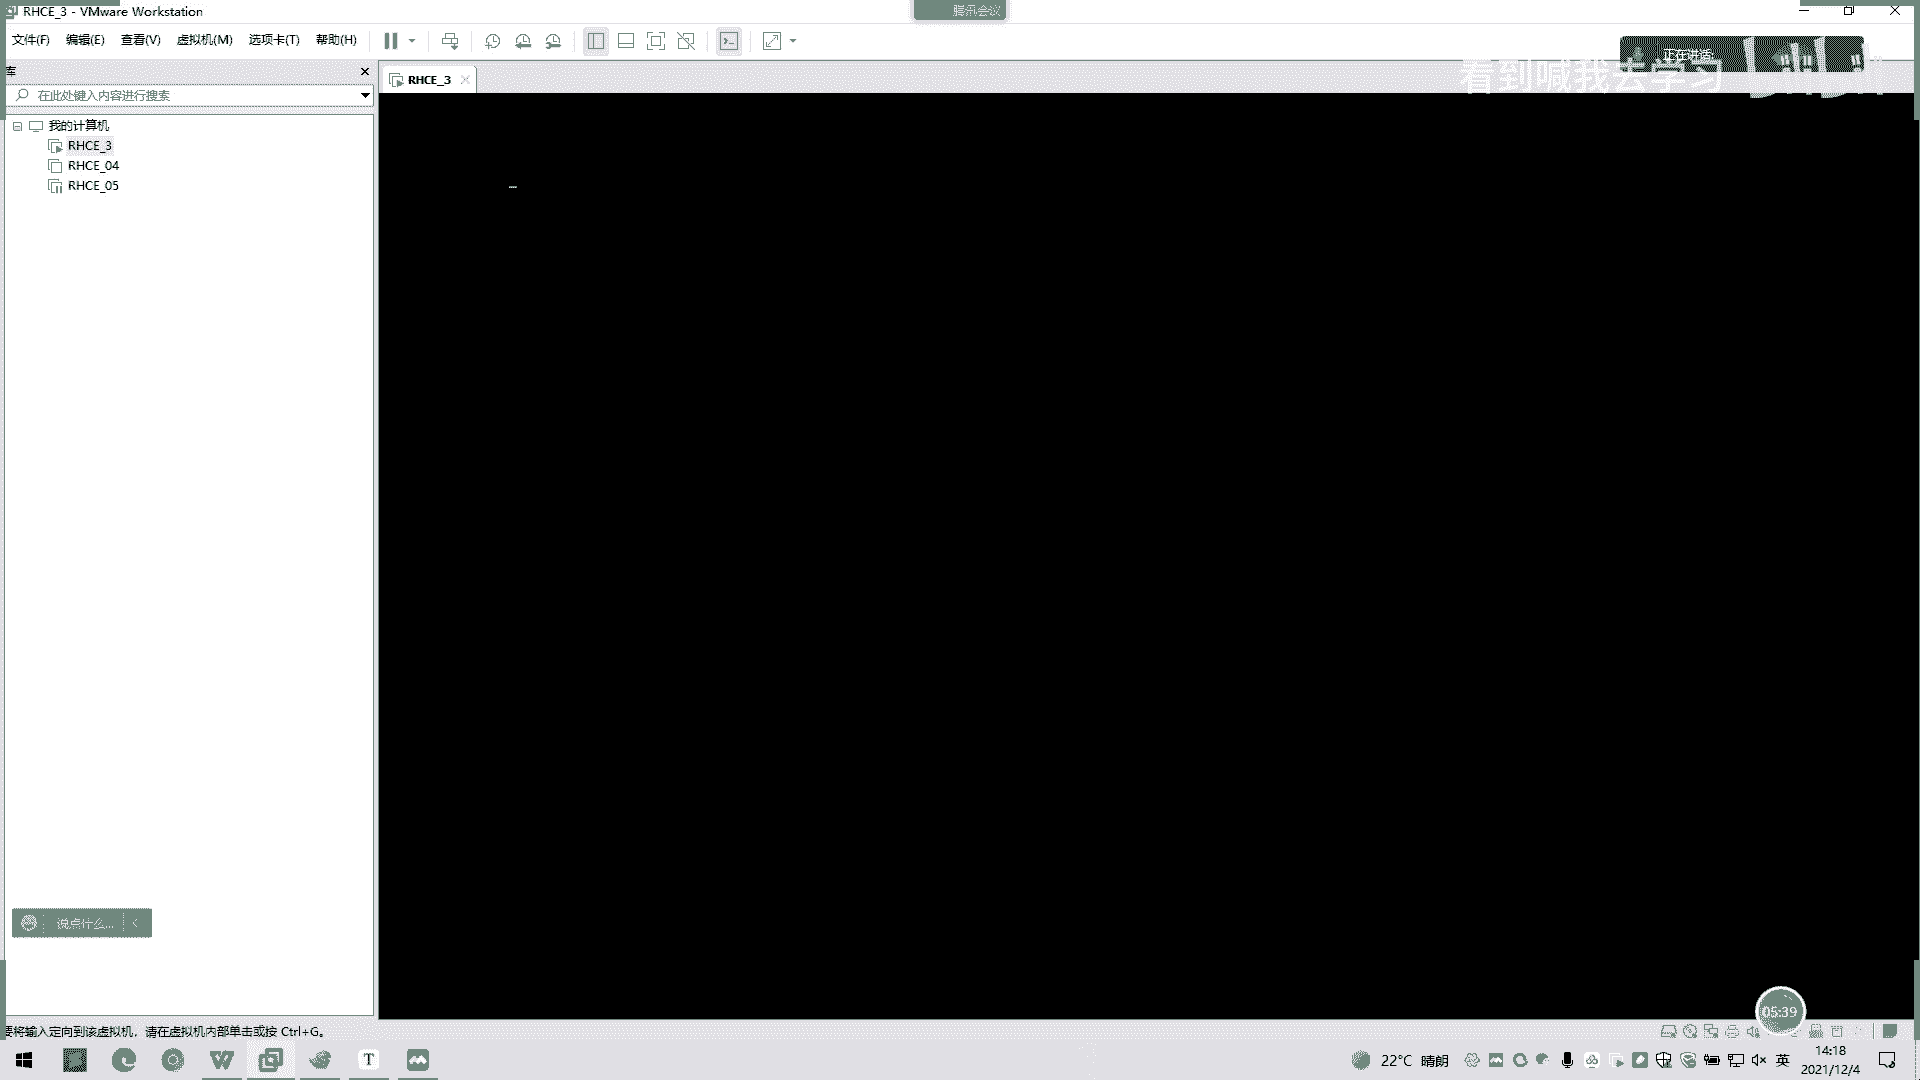 RHCE_3 - VMware Workstation
腾讯会议
文件(F) 编辑(E) 查看(V) 虚拟机(M) 选项卡(T) 帮助(H)
正在讲话:
看到喊我去学习
bilibili
库
RHCE_3
在此处键入内容进行搜索
我的计算机
RHCE_3
RHCE_04
RHCE_05
说点什么...
05:39
要将输入定向到该虚拟机，请在虚拟机内部单击或按 Ctrl+G。
T
22°C 晴朗
英
14:18
2021/12/4